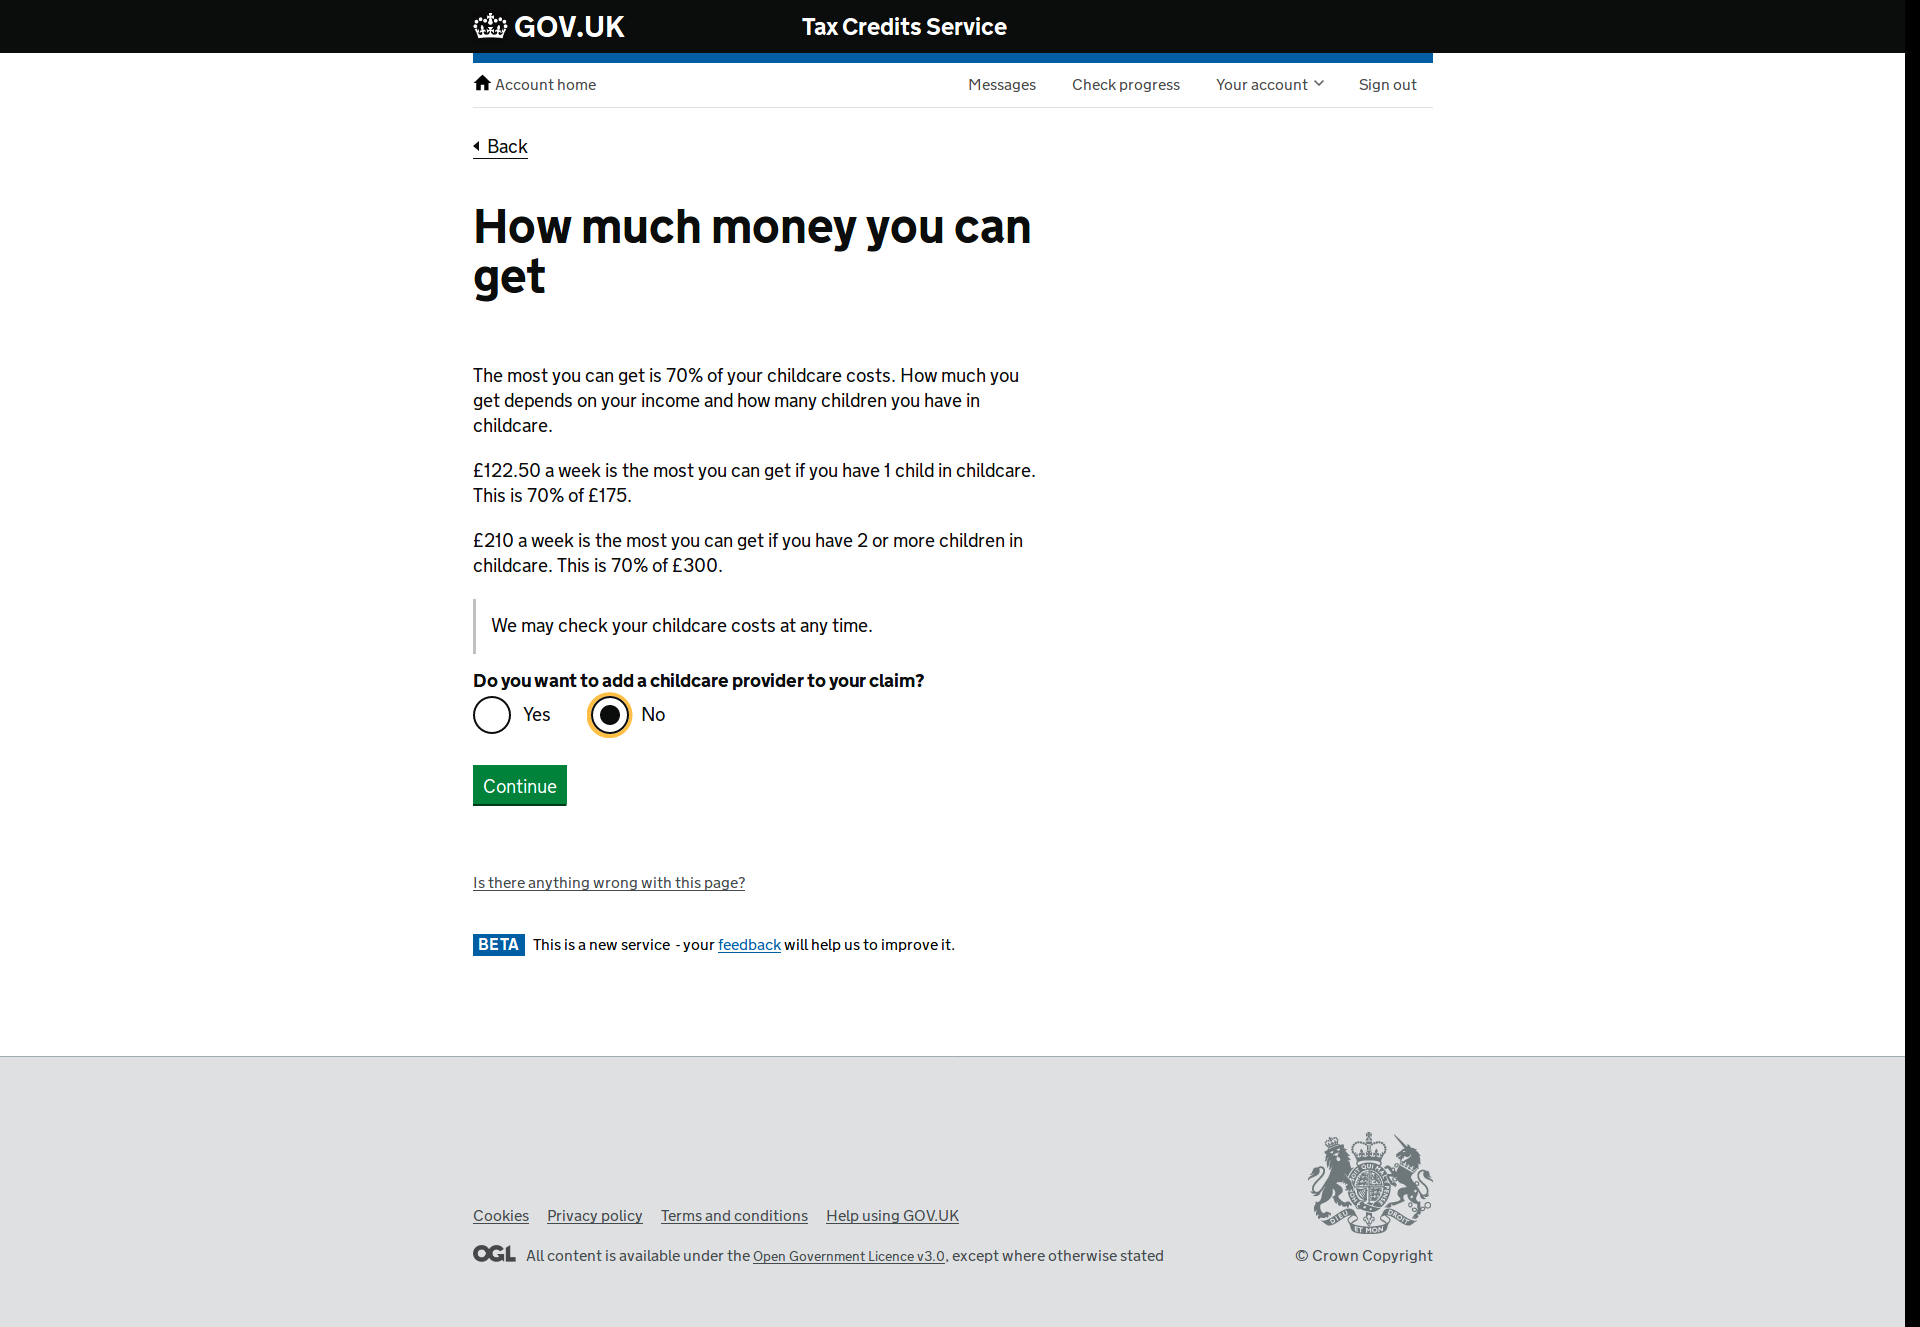 GOV.UK
Tax Credits Service
Account home
Messages
Check progress
Your account
Sign out
Back
How much money you can
get
The most you can get is 70% of your childcare costs. How much you
get depends on your income and how many children you have in
childcare.
£122.50 a week is the most you can get if you have 1 child in childcare.
This is 70% of £175.
£210 a week is the most you can get if you have 2 or more children in
childcare. This is 70% of £300.
We may check your childcare costs at any time.
Do you want to add a childcare provider to your claim?
Yes
No
Continue
Is there anything wrong with this page?
BETA This is a new service - your feedback will help us to improve it.
Cookies
Privacy policy
Terms and conditions
Help using GOV.UK
OGL All content is available under the Open Government Licence v3.0, except where otherwise stated
DIEU ET MON DROIT
© Crown Copyright